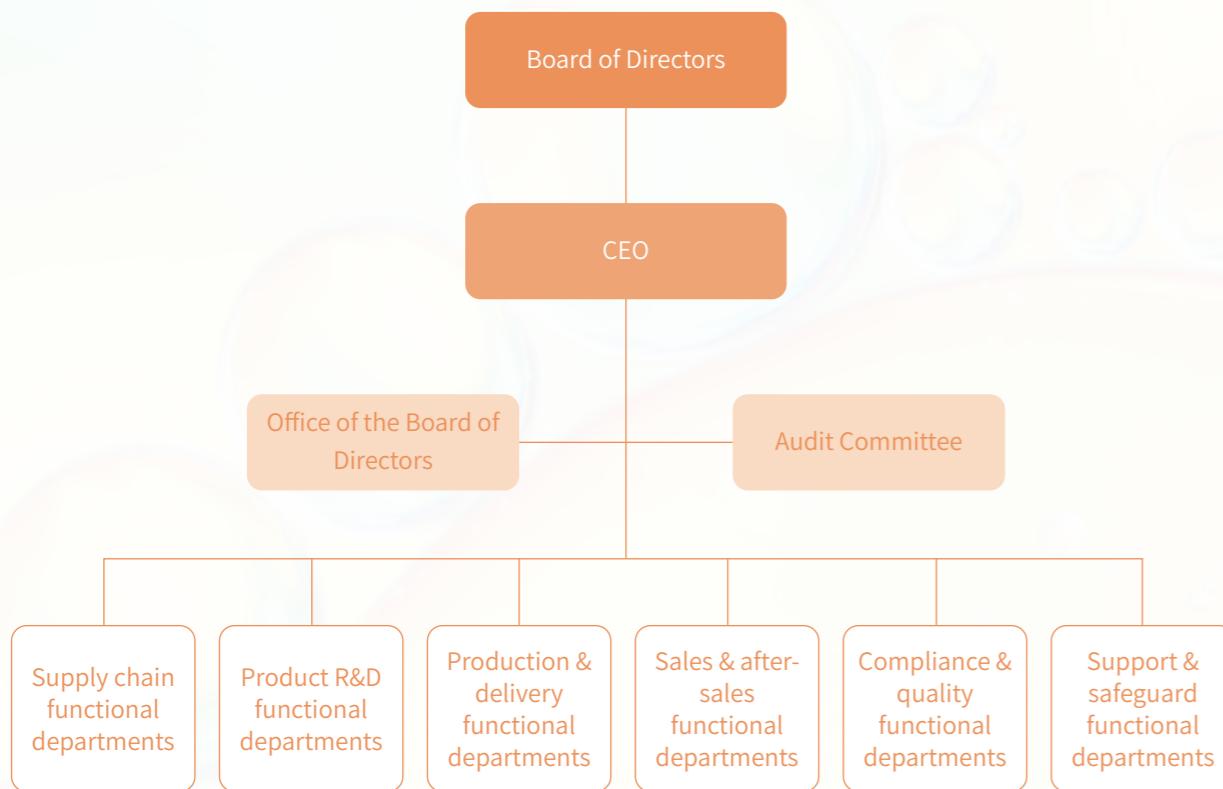 Board of Directors
CEO
Office of the Board of
Directors
Audit Committee
Supply chain
functional
departments
Product R&D
functional
departments
Production &
delivery
functional
departments
Sales & after-
sales
functional
departments
Compliance &
quality
functional
departments
Support &
safeguard
functional
departments